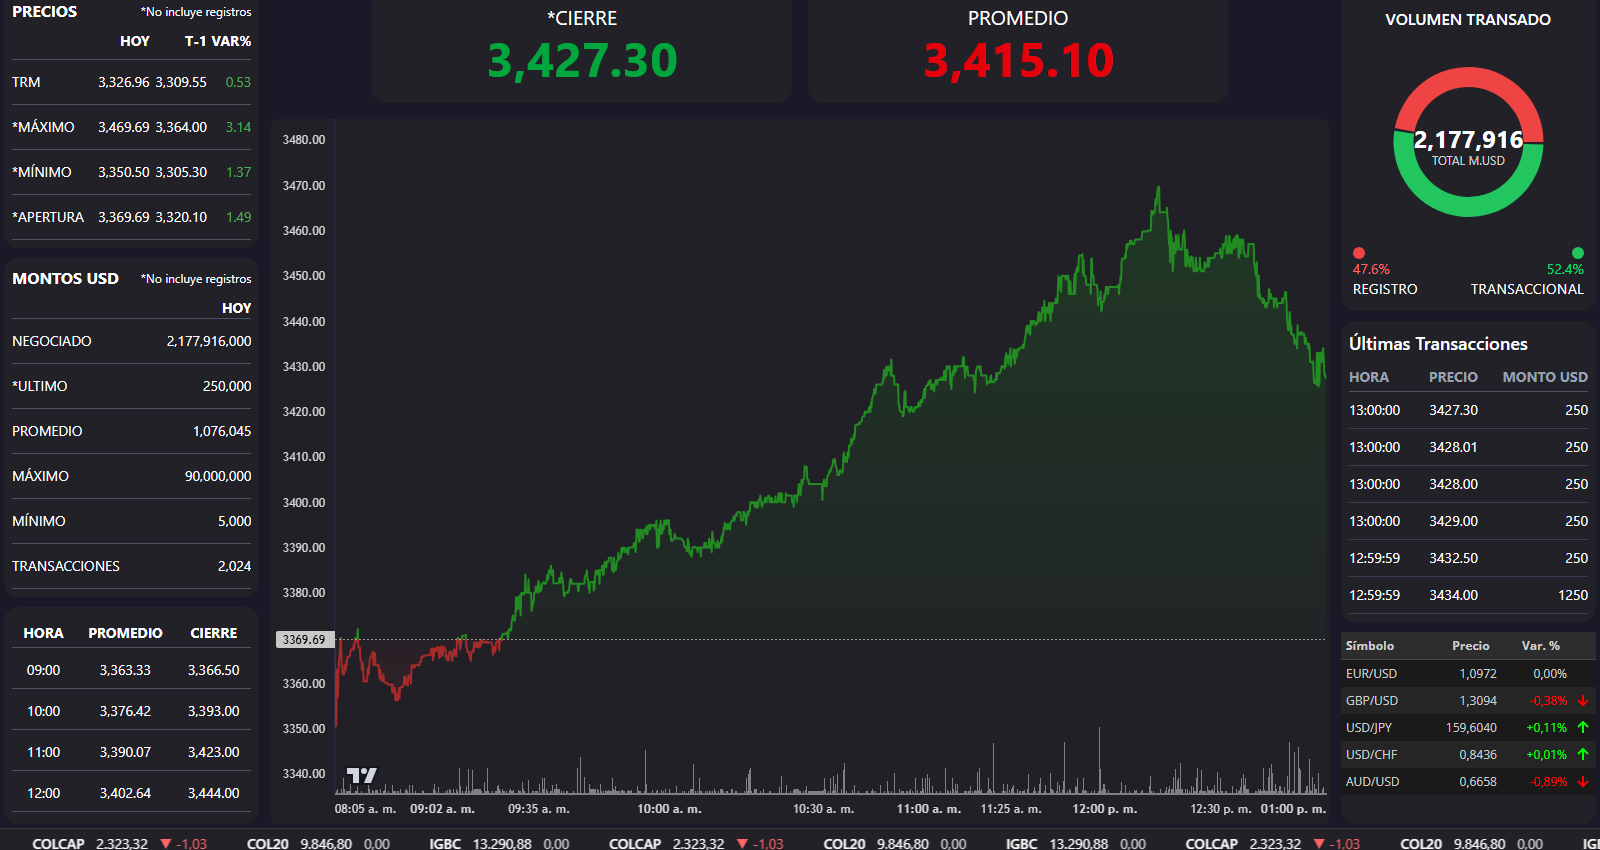 PRECIOS *No incluye registros
HOY T-1 VAR%
TRM 3,326.96 3,309.55 0.53
*MÁXIMO 3,469.69 3,364.00 3.14
*MÍNIMO 3,350.50 3,305.30 1.37
*APERTURA 3,369.69 3,320.10 1.49
MONTOS USD *No incluye registros
HOY
NEGOCIADO 2,177,916,000
*ULTIMO 250,000
PROMEDIO 1,076,045
MÁXIMO 90,000,000
MÍNIMO 5,000
TRANSACCIONES 2,024
HORA PROMEDIO CIERRE
09:00 3,363.33 3,366.50
10:00 3,376.42 3,393.00
11:00 3,390.07 3,423.00
12:00 3,402.64 3,444.00
*CIERRE
3,427.30
PROMEDIO
3,415.10
3480.00
3470.00
3460.00
3450.00
3440.00
3430.00
3420.00
3410.00
3400.00
3390.00
3380.00
3369.69
3360.00
3350.00
3340.00
08:05 a. m. 09:02 a. m. 09:35 a. m. 10:00 a. m. 10:30 a. m. 11:00 a. m. 11:25 a. m. 12:00 p. m. 12:30 p. m. 01:00 p. m.
VOLUMEN TRANSADO
2,177,916
TOTAL M.USD
47.6% 52.4%
REGISTRO TRANSACCIONAL
Últimas Transacciones
HORA PRECIO MONTO USD
13:00:00 3427.30 250
13:00:00 3428.01 250
13:00:00 3428.00 250
13:00:00 3429.00 250
12:59:59 3432.50 250
12:59:59 3434.00 1250
Símbolo Precio Var. %
EUR/USD 1,0972 0,00%
GBP/USD 1,3094 -0,38%
USD/JPY 159,6040 +0,11%
USD/CHF 0,8436 +0,01%
AUD/USD 0,6658 -0,89%
COLCAP 2.323,32 -1,03 COL20 9.846,80 0,00 IGBC 13.290,88 0,00 COLCAP 2.323,32 -1,03 COL20 9.846,80 0,00 IGBC 13.290,88 0,00 COLCAP 2.323,32 -1,03 COL20 9.846,80 0,00